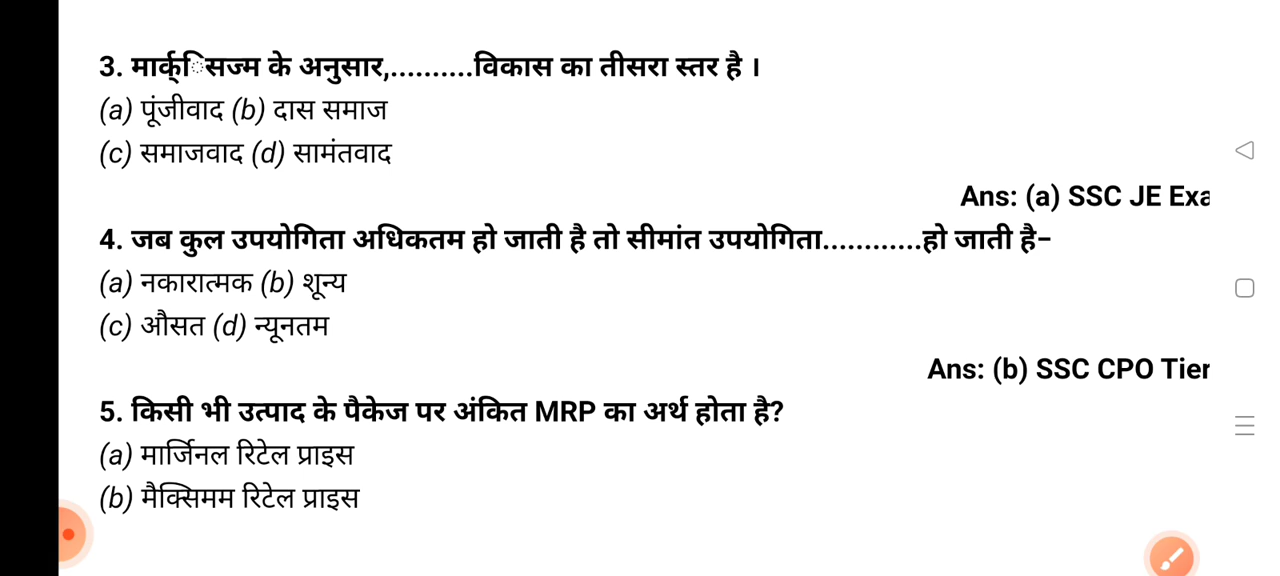 3. मार्क्िसज्म के अनुसार,..........विकास का तीसरा स्तर है ।
(a) पूंजीवाद (b) दास समाज
(c) समाजवाद (d) सामंतवाद
Ans: (a) SSC JE Exa
4. जब कुल उपयोगिता अधिकतम हो जाती है तो सीमांत उपयोगिता............हो जाती है–
(a) नकारात्मक (b) शून्य
(c) औसत (d) न्यूनतम
Ans: (b) SSC CPO Tier
5. किसी भी उत्पाद के पैकेज पर अंकित MRP का अर्थ होता है?
(a) मार्जिनल रिटेल प्राइस
(b) मैक्सिमम रिटेल प्राइस